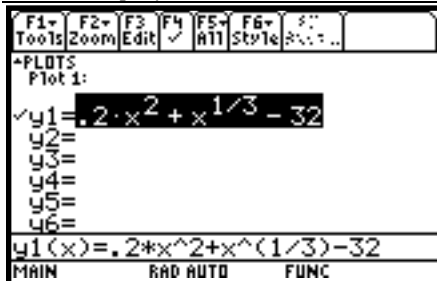 F1▾ Tools F2▾ Zoom F3 Edit F4 ✓ F5▾ All F6▾ Style
▴PLOTS
Plot 1:
✓y1=.2·x^2 + x^1/3 − 32
y2=
y3=
y4=
y5=
y6=
y1(x)=.2*x^2+x^(1/3)-32
MAIN RAD AUTO FUNC